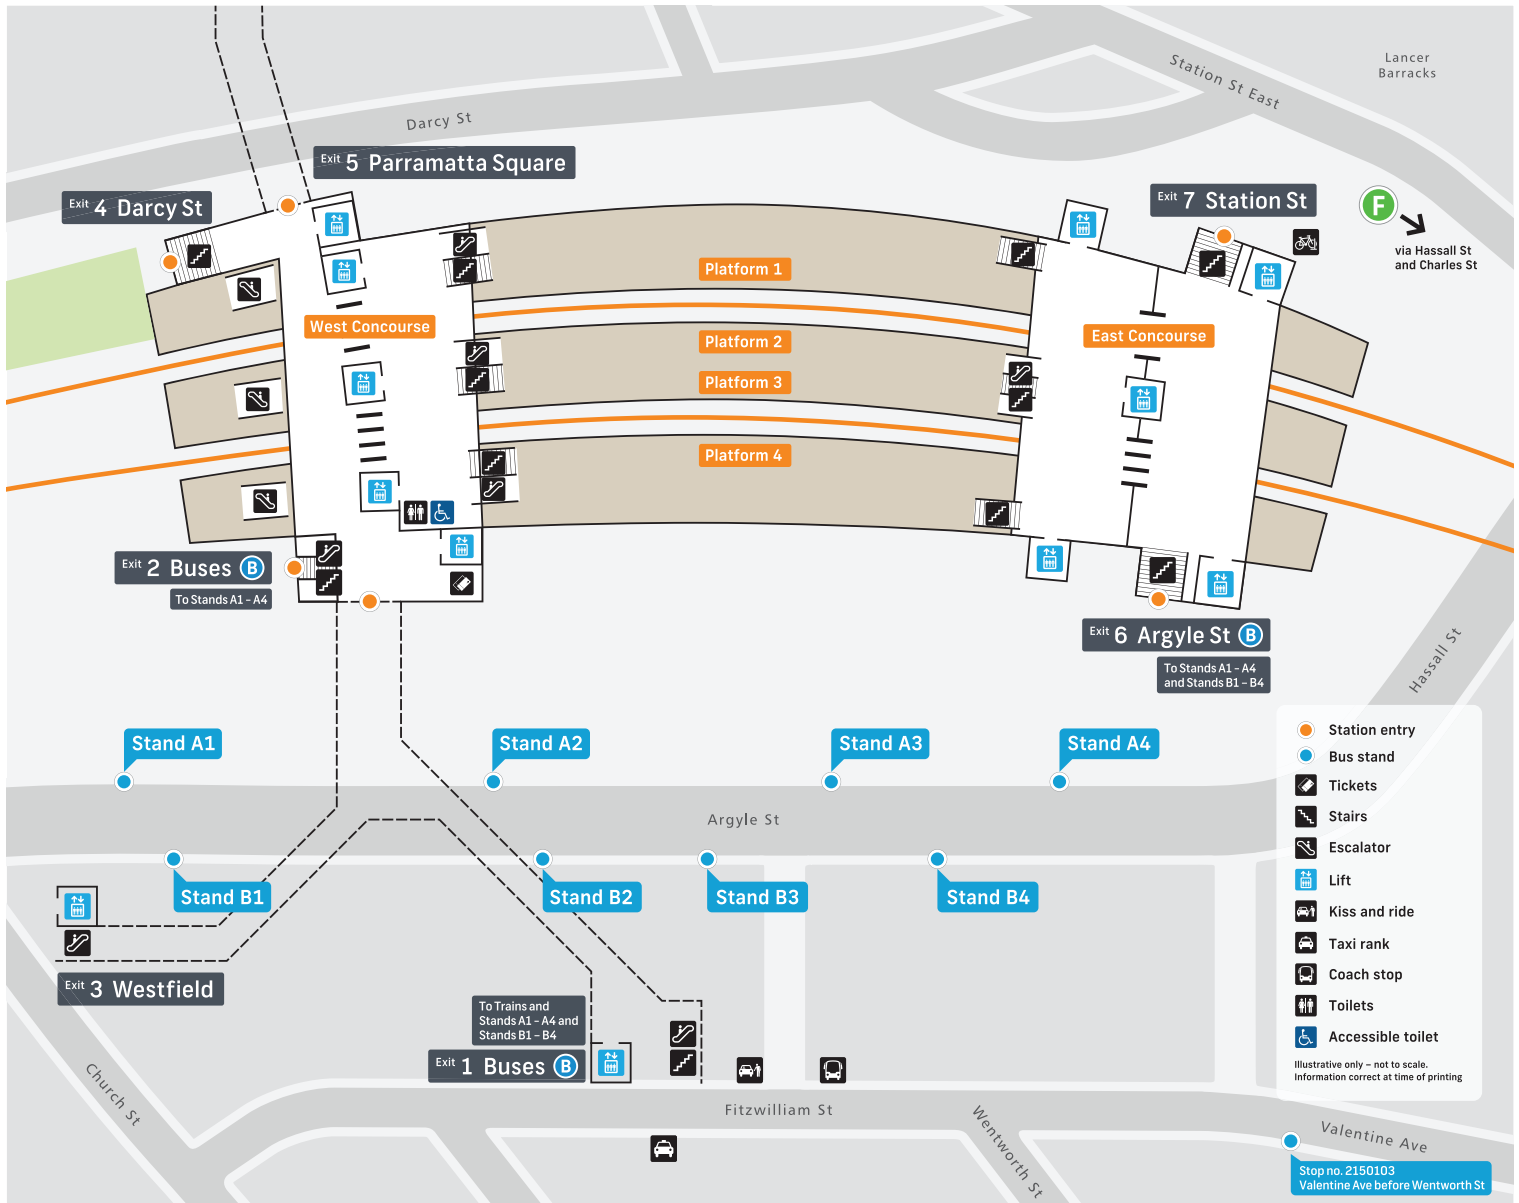 Lancer
Barracks
Station St East
Darcy St
Exit 5 Parramatta Square
Exit 4 Darcy St
Exit 7 Station St
F
via Hassall St
and Charles St
Platform 1
West Concourse
Platform 2
East Concourse
Platform 3
Platform 4
Exit 2 Buses B
To Stands A1 - A4
Exit 6 Argyle St B
To Stands A1 - A4
and Stands B1 - B4
Hassall St
Stand A1
Stand A2
Stand A3
Stand A4
Argyle St
Stand B1
Stand B2
Stand B3
Stand B4
Exit 3 Westfield
To Trains and
Stands A1 - A4 and
Stands B1 - B4
Exit 1 Buses B
Church St
Fitzwilliam St
Wentworth St
Valentine Ave
Stop no. 2150103
Valentine Ave before Wentworth St
Station entry
Bus stand
Tickets
Stairs
Escalator
Lift
Kiss and ride
Taxi rank
Coach stop
Toilets
Accessible toilet
Illustrative only – not to scale.
Information correct at time of printing